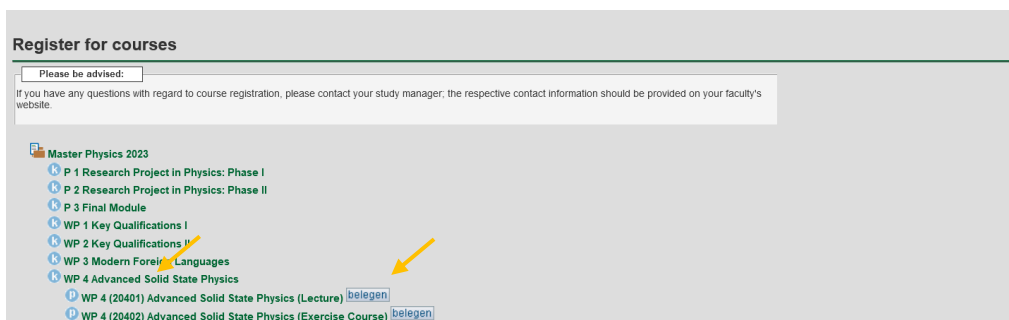 Register for courses
Please be advised:
If you have any questions with regard to course registration, please contact your study manager; the respective contact information should be provided on your faculty's
website.
Master Physics 2023
k P 1 Research Project in Physics: Phase I
k P 2 Research Project in Physics: Phase II
k P 3 Final Module
k WP 1 Key Qualifications I
k WP 2 Key Qualifications II
k WP 3 Modern Foreign Languages
k WP 4 Advanced Solid State Physics
p WP 4 (20401) Advanced Solid State Physics (Lecture) belegen
p WP 4 (20402) Advanced Solid State Physics (Exercise Course) belegen